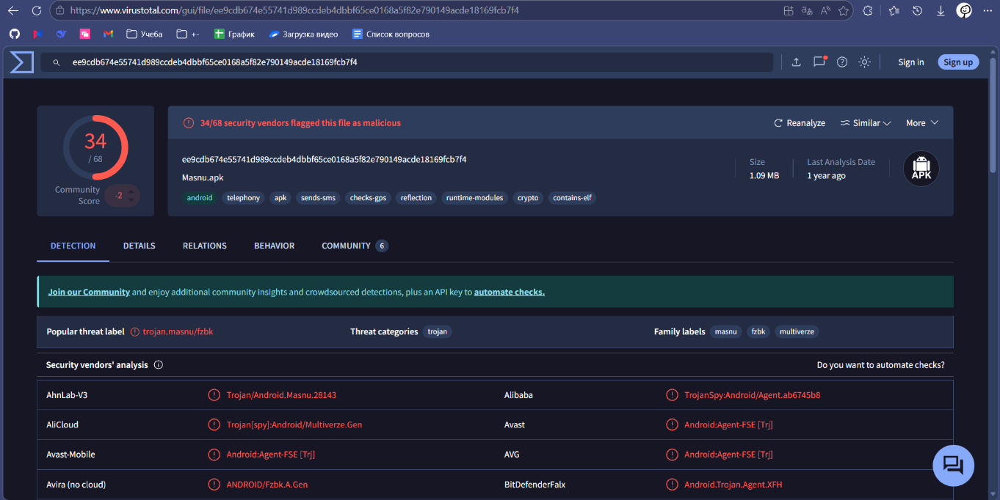 https://www.virustotal.com/gui/file/ee9cdb674e55741d989ccdeb4dbbf65ce0168a5f82e790149acde18169fcb7f4
Учеба +- График Загрузка видео Список вопросов
ee9cdb674e55741d989ccdeb4dbbf65ce0168a5f82e790149acde18169fcb7f4 Sign in Sign up
34
/ 68
Community
Score
-2
34/68 security vendors flagged this file as malicious Reanalyze Similar More
ee9cdb674e55741d989ccdeb4dbbf65ce0168a5f82e790149acde18169fcb7f4
Masnu.apk
Size
1.09 MB
Last Analysis Date
1 year ago
APK
android telephony apk sends-sms checks-gps reflection runtime-modules crypto contains-elf
DETECTION DETAILS RELATIONS BEHAVIOR COMMUNITY 6
Join our Community and enjoy additional community insights and crowdsourced detections, plus an API key to automate checks.
Popular threat label trojan.masnu/fzbk Threat categories trojan Family labels masnu fzbk multiverze
Security vendors' analysis Do you want to automate checks?
AhnLab-V3 Trojan/Android.Masnu.28143 Alibaba TrojanSpy:Android/Agent.ab6745b8
AliCloud Trojan[spy]:Android/Multiverze.Gen Avast Android:Agent-FSE [Trj]
Avast-Mobile Android:Agent-FSE [Trj] AVG Android:Agent-FSE [Trj]
Avira (no cloud) ANDROID/Fzbk.A.Gen BitDefenderFalx Android.Trojan.Agent.XFH